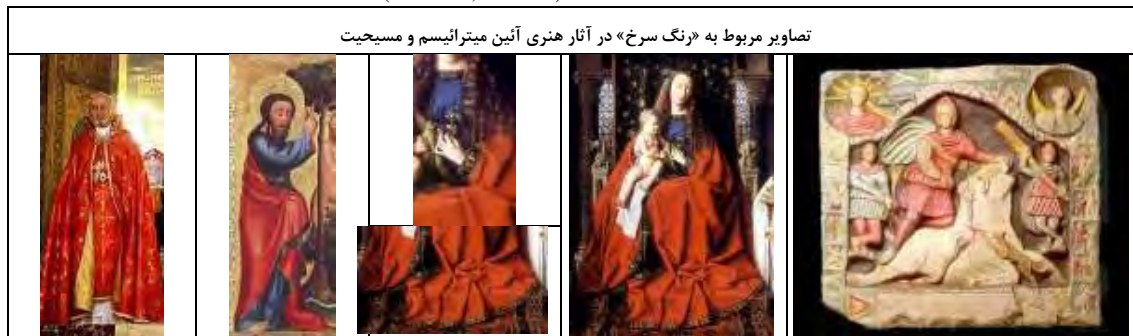 تصاویر مربوط به «رنگ سرخ» در آثار هنری آئین میترائیسم و مسیحیت